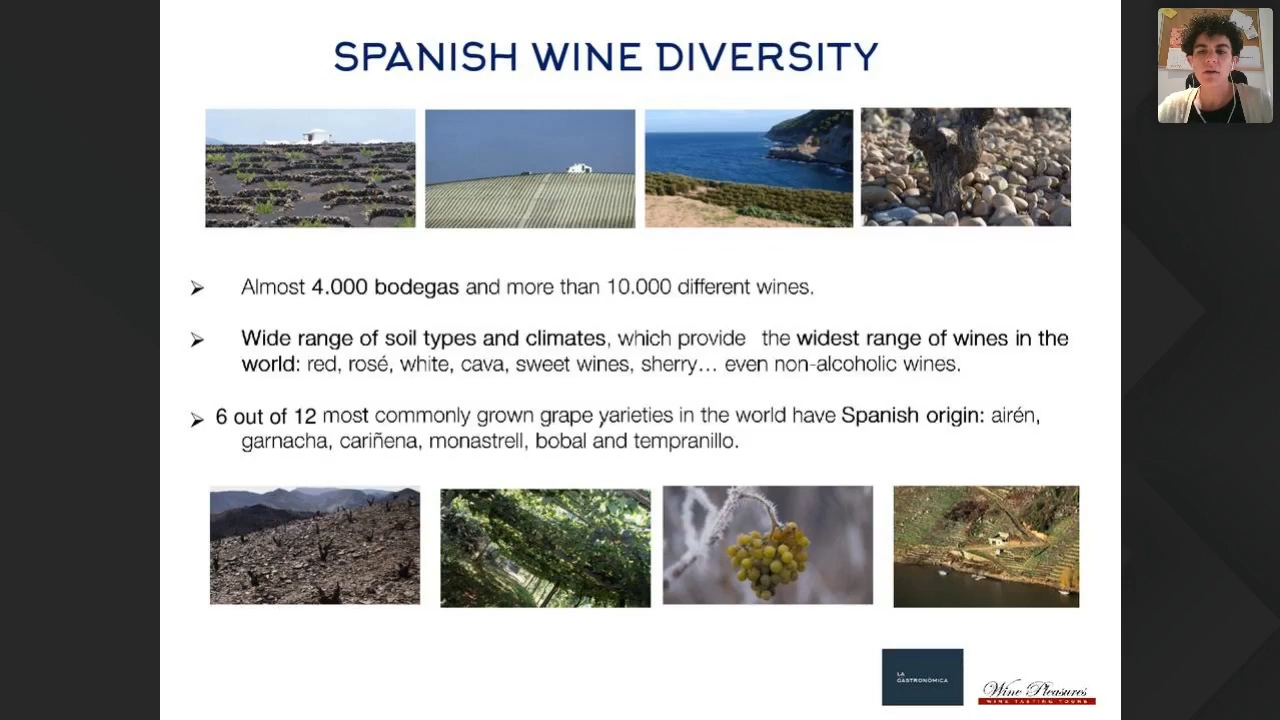 SPANISH WINE DIVERSITY
Almost 4.000 bodegas and more than 10.000 different wines.
Wide range of soil types and climates, which provide the widest range of wines in the
world: red, rosé, white, cava, sweet wines, sherry… even non-alcoholic wines.
6 out of 12 most commonly grown grape varieties in the world have Spanish origin: airén,
garnacha, cariñena, monastrell, bobal and tempranillo.
LA
GASTRONÓMICA
Wine Pleasures
WINE TASTING TOURS